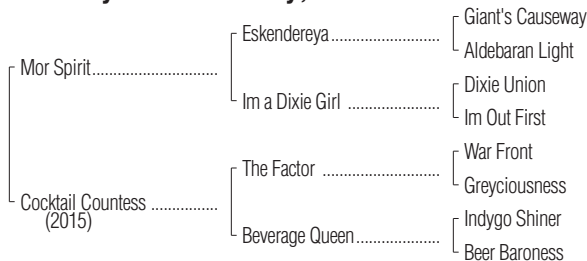 Giant's Causeway
Eskendereya
Aldebaran Light
Mor Spirit
Dixie Union
Im a Dixie Girl
Im Out First
War Front
The Factor
Greyciousness
Cocktail Countess
(2015)
Indygo Shiner
Beverage Queen
Beer Baroness